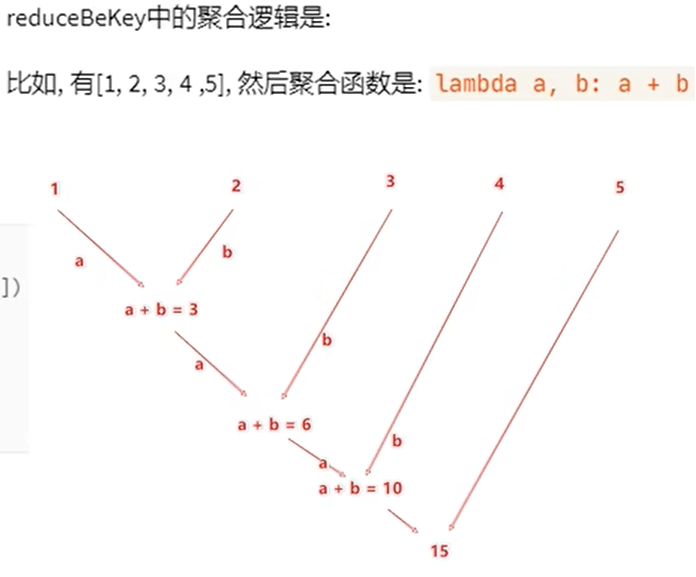 reduceBeKey中的聚合逻辑是:
比如, 有[1, 2, 3, 4 ,5], 然后聚合函数是: lambda a, b: a + b
1 2 3 4 5
a b
])
a + b = 3
b
a
a + b = 6
b
a
a + b = 10
15